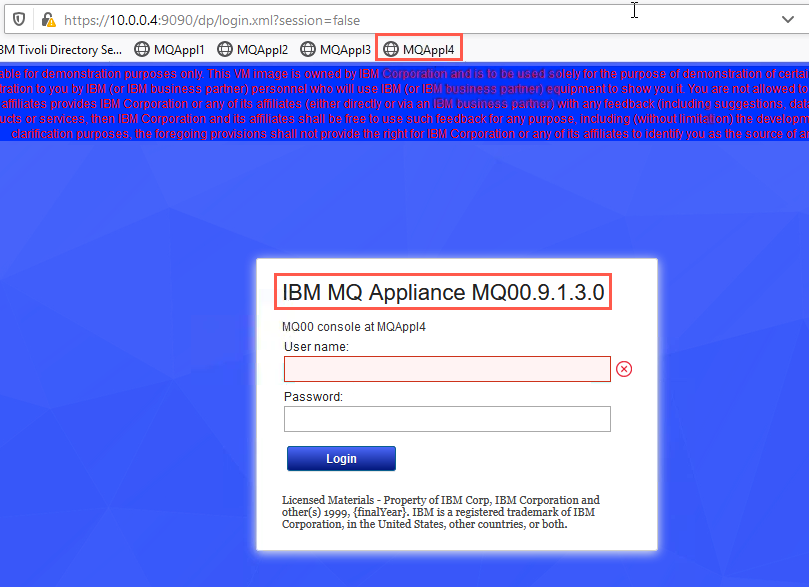 https://10.0.0.4:9090/dp/login.xml?session=false
BM Tivoli Directory Se... MQAppl1 MQAppl2 MQAppl3 MQAppl4
able for demonstration purposes only. This VM image is owned by IBM Corporation and is to be used solely for the purpose of demonstration of certai
tration to you by IBM (or IBM business partner) personnel who will use IBM (or IBM business partner) equipment to show you it. You are not allowed to
affiliates provides IBM Corporation or any of its affiliates (either directly or via an IBM business partner) with any feedback (including suggestions, dat
ucts or services, then IBM Corporation and its affiliates shall be free to use such feedback for any purpose, including (without limitation) the developm
clarification purposes, the foregoing provisions shall not provide the right for IBM Corporation or any of its affiliates to identify you as the source of a
IBM MQ Appliance MQ00.9.1.3.0
MQ00 console at MQAppl4
User name:
Password:
Login
Licensed Materials - Property of IBM Corp, IBM Corporation and
other(s) 1999, {finalYear}. IBM is a registered trademark of IBM
Corporation, in the United States, other countries, or both.